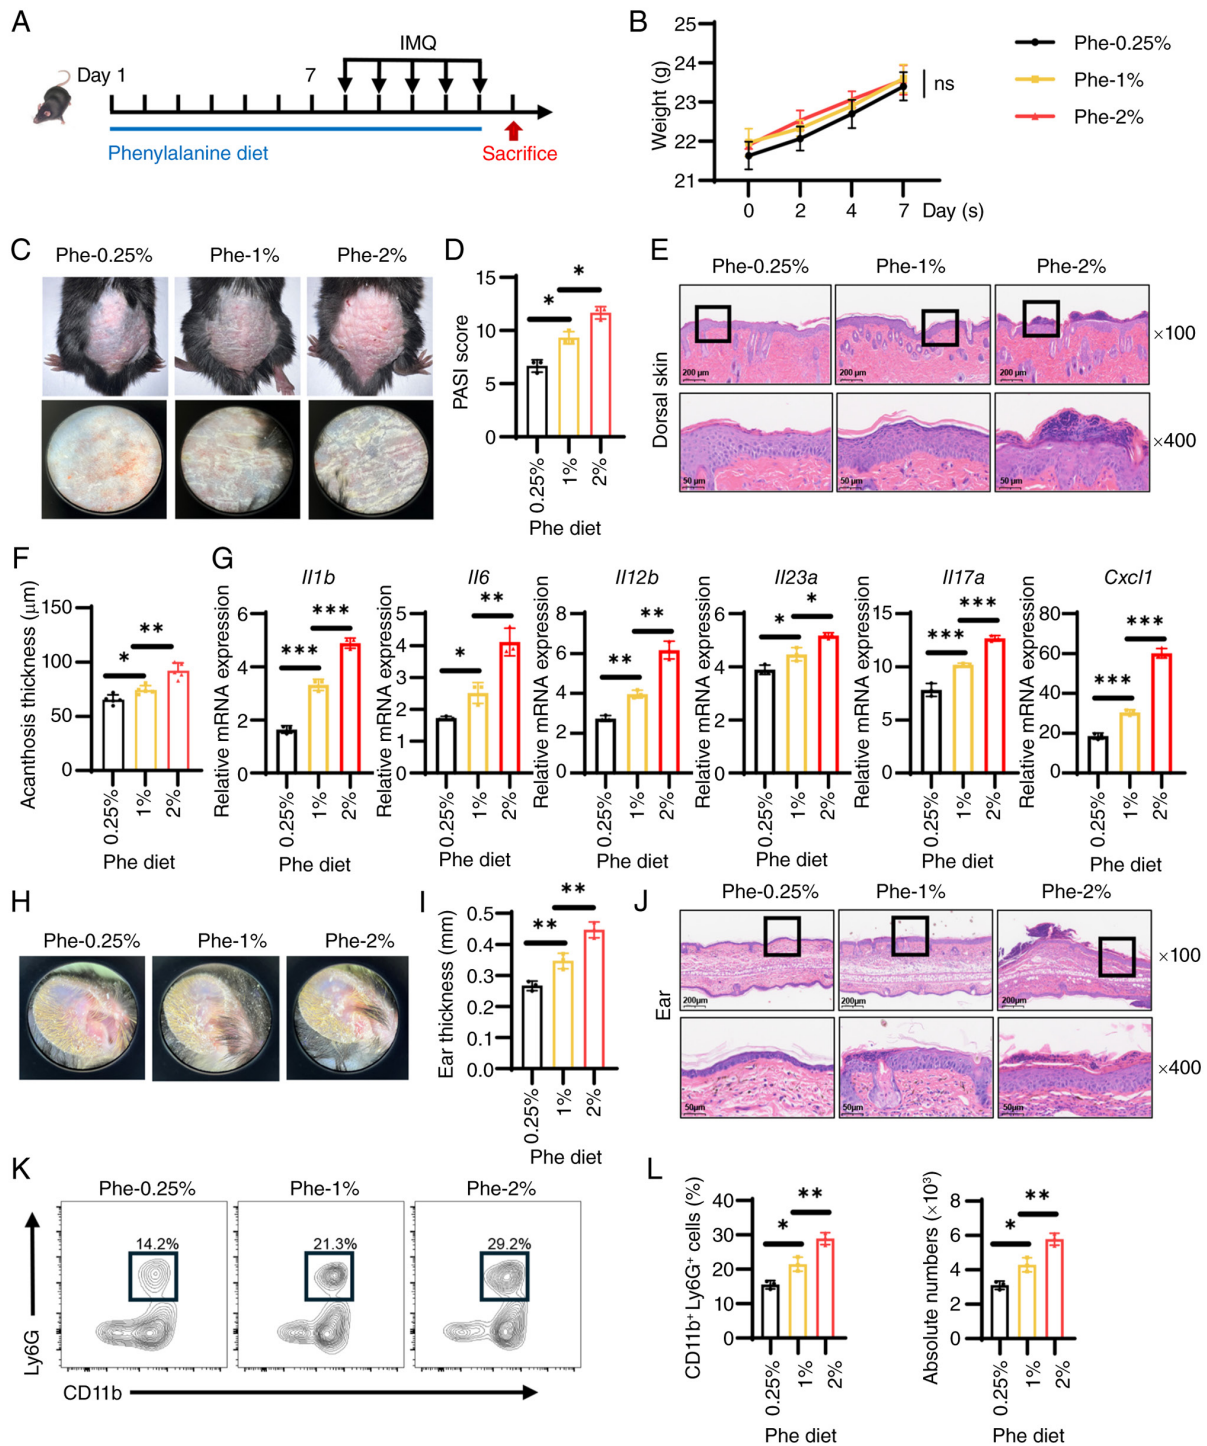 A
Day 1
7
IMQ
Phenylalanine diet
Sacrifice
B
Weight (g)
25
24
23
22
21
0 2 4 7 Day (s)
ns
Phe-0.25%
Phe-1%
Phe-2%
C
Phe-0.25% Phe-1% Phe-2%
D
PASI score
15
10
5
0
* *
0.25% 1% 2%
Phe diet
E
Phe-0.25% Phe-1% Phe-2%
Dorsal skin
200 μm 200 μm 200 μm
×100
50 μm 50 μm 50 μm
×400
F
Acanthosis thickness (μm)
150
100
50
0
* **
0.25% 1% 2%
Phe diet
G
Il1b
Relative mRNA expression
6
4
2
0
*** ***
0.25% 1% 2%
Phe diet
Il6
Relative mRNA expression
5
4
3
2
1
0
* **
0.25% 1% 2%
Phe diet
Il12b
Relative mRNA expression
8
6
4
2
0
** **
0.25% 1% 2%
Phe diet
Il23a
Relative mRNA expression
6
4
2
0
* *
0.25% 1% 2%
Phe diet
Il17a
Relative mRNA expression
15
10
5
0
*** ***
0.25% 1% 2%
Phe diet
Cxcl1
Relative mRNA expression
80
60
40
20
0
*** ***
0.25% 1% 2%
Phe diet
H
Phe-0.25% Phe-1% Phe-2%
I
Ear thickness (mm)
0.5
0.4
0.3
0.2
0.1
0.0
** **
0.25% 1% 2%
Phe diet
J
Phe-0.25% Phe-1% Phe-2%
Ear
200μm 200μm 200μm
×100
50μm 50μm 50μm
×400
K
Phe-0.25% Phe-1% Phe-2%
14.2% 21.3% 29.2%
Ly6G
CD11b
L
CD11b⁺ Ly6G⁺ cells (%)
40
30
20
10
0
* **
0.25% 1% 2%
Phe diet
Absolute numbers (×10³)
8
6
4
2
0
* **
0.25% 1% 2%
Phe diet